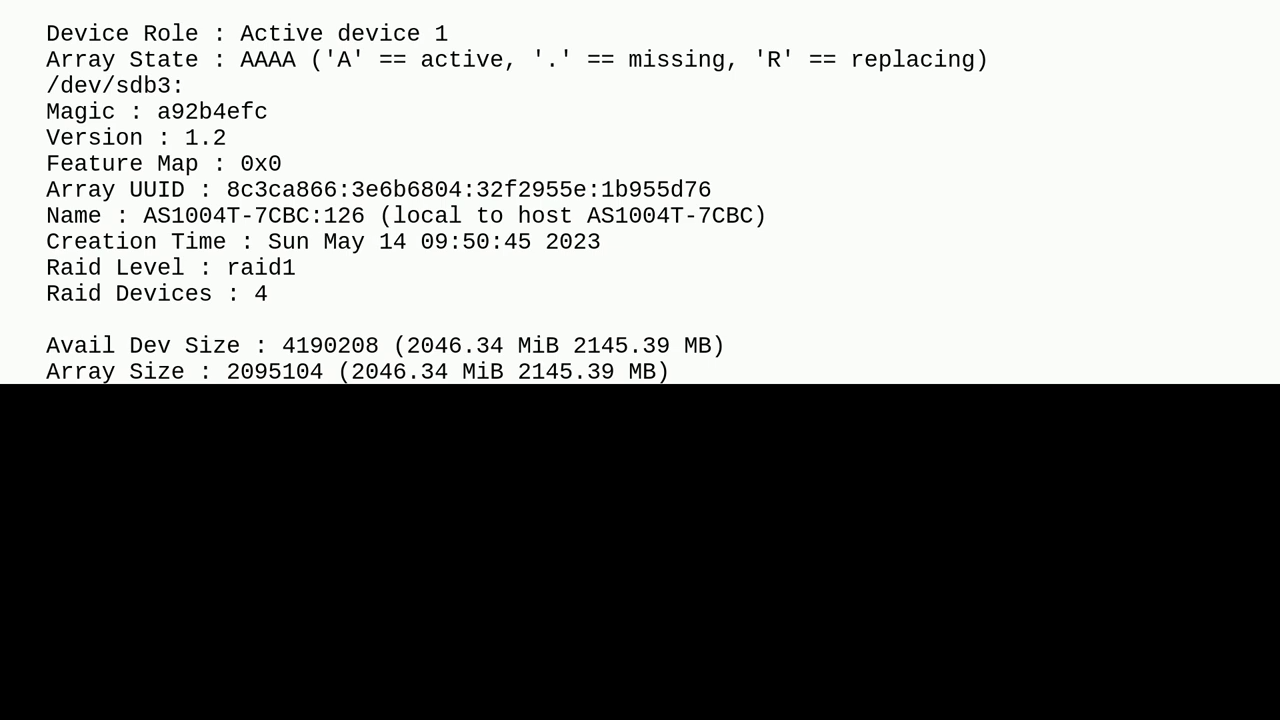 Device Role : Active device 1
Array State : AAAA ('A' == active, '.' == missing, 'R' == replacing)
/dev/sdb3:
Magic : a92b4efc
Version : 1.2
Feature Map : 0x0
Array UUID : 8c3ca866:3e6b6804:32f2955e:1b955d76
Name : AS1004T-7CBC:126 (local to host AS1004T-7CBC)
Creation Time : Sun May 14 09:50:45 2023
Raid Level : raid1
Raid Devices : 4
Avail Dev Size : 4190208 (2046.34 MiB 2145.39 MB)
Array Size : 2095104 (2046.34 MiB 2145.39 MB)